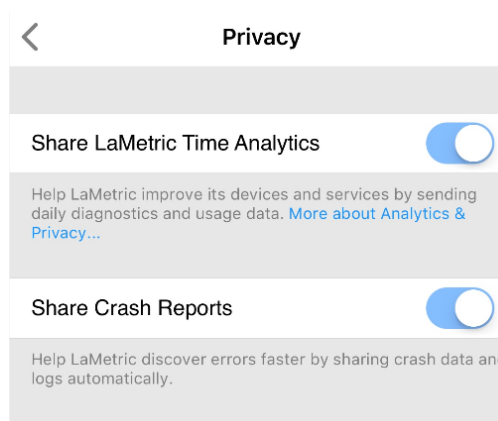 Privacy
Share LaMetric Time Analytics
Help LaMetric improve its devices and services by sending
daily diagnostics and usage data. More about Analytics &
Privacy...
Share Crash Reports
Help LaMetric discover errors faster by sharing crash data an
logs automatically.